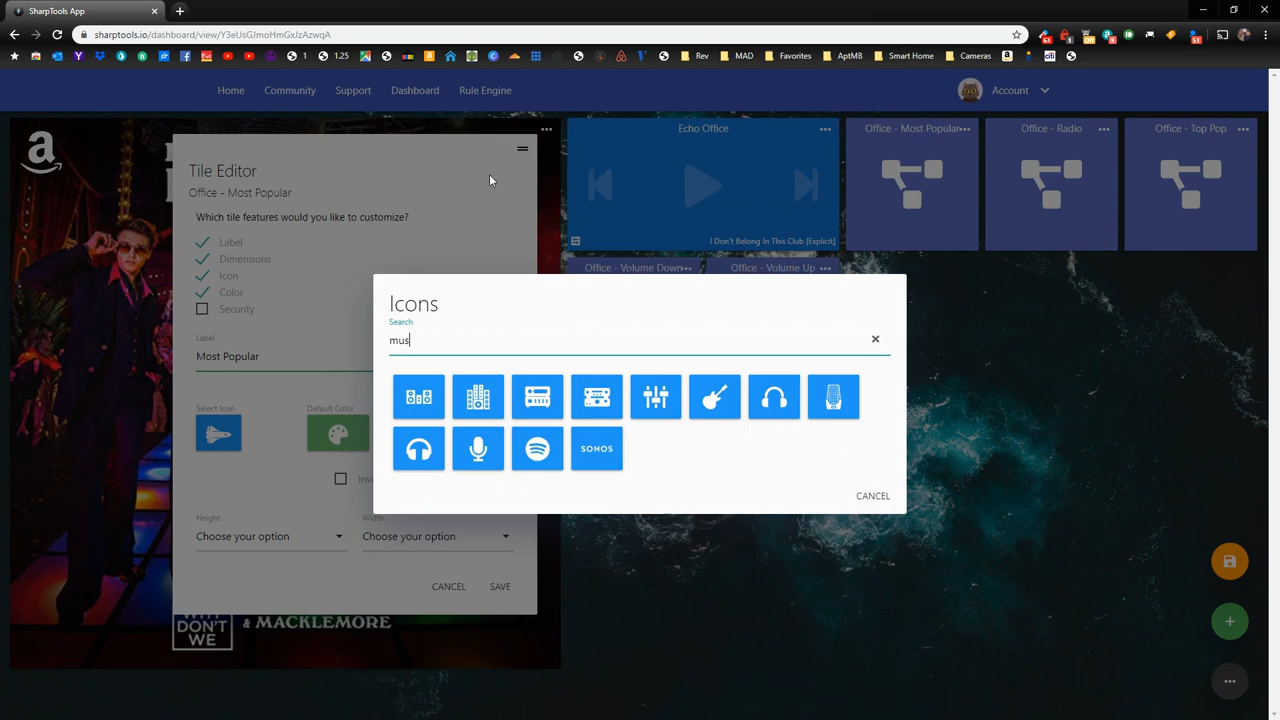 SharpTools App
sharptools.io/dashboard/view/Y3eUsGJmoHmGxJzAzwqA
1
1.25
Rev
MAD
Favorites
AptMB
Smart Home
Cameras
Home
Community
Support
Dashboard
Rule Engine
Account
Tile Editor
Office - Most Popular
Which tile features would you like to customize?
Label
Dimensions
Icon
Color
Security
Label
Most Popular
Select Icon
Default Color
Height
Choose your option
Width
Choose your option
CANCEL
SAVE
Echo Office
I Don't Belong In This Club [Explicit]
Office - Most Popular
Office - Radio
Office - Top Pop
Office - Volume Down
Office - Volume Up
Icons
Search
mus
SONOS
CANCEL
DON'T
WE
& MACKLEMORE